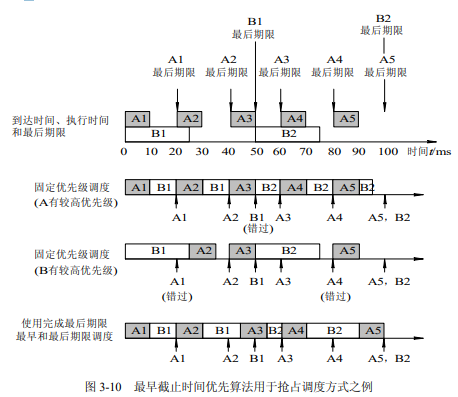 B1
最后期限
B2
最后期限
A1
最后期限
A2
最后期限
A3
最后期限
A4
最后期限
A5
最后期限
到达时间、执行时间
和最后期限
A1 A2 A3 A4 A5
B1 B2
0 10 20 30 40 50 60 70 80 90 100 时间t/ms
固定优先级调度
(A有较高优先级)
A1 B1 A2 B1 A3 B2 A4 B2 A5 B2
A1 A2 B1 A3 A4 A5，B2
(错过)
固定优先级调度
(B有较高优先级)
B1 A2 A3 B2 A5
A1 A2 B1 A3 A4 A5，B2
(错过) (错过)
使用完成最后期限
最早和最后期限调度
A1 B1 A2 B1 A3 B2 A4 B2 A5
A1 A2 B1 A3 A4 A5，B2
图 3-10 最早截止时间优先算法用于抢占调度方式之例